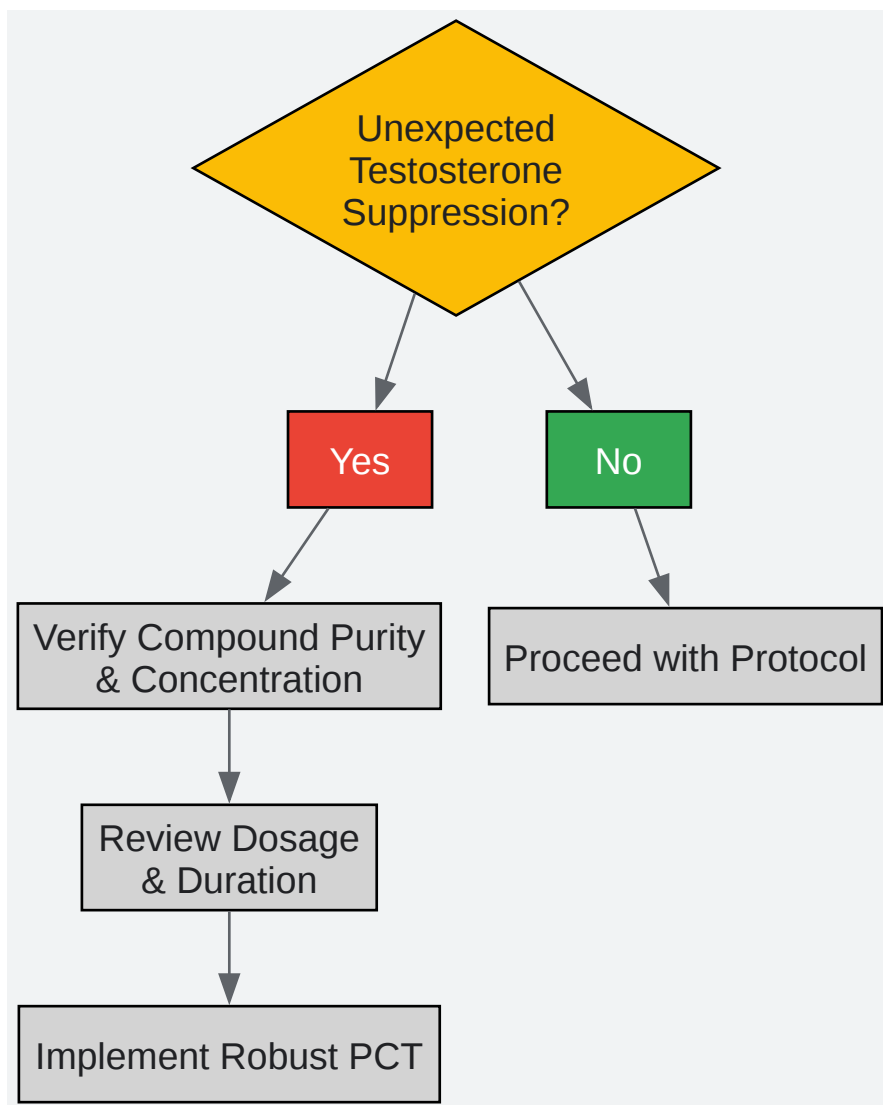 Unexpected
Testosterone
Suppression?
Yes
No
Verify Compound Purity
& Concentration
Proceed with Protocol
Review Dosage
& Duration
Implement Robust PCT